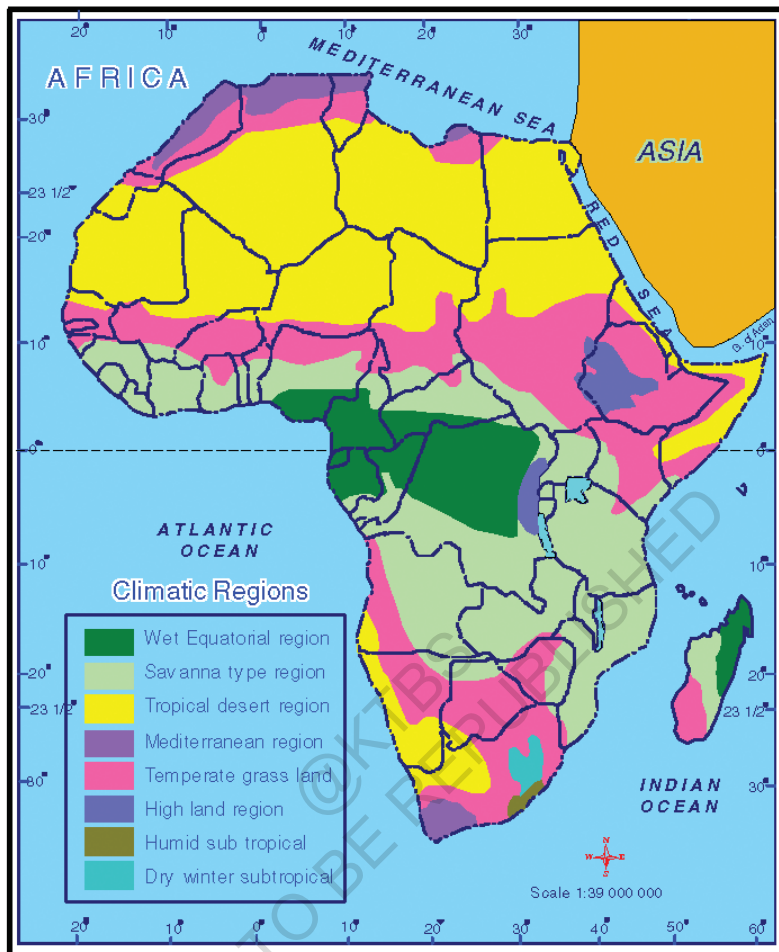 20° 10° 0° 10° 20° 30°
AFRICA
MEDITERRANEAN SEA
ASIA
30°
23 1/2°
20°
RED SEA
G. d'Aden
10° 10°
0° 0°
ATLANTIC
OCEAN
10° 10°
Climatic Regions
Wet Equatorial region
Savanna type region
Tropical desert region
Mediterranean region
Temperate grass land
High land region
Humid sub tropical
Dry winter subtropical
20° 20°
23 1/2° 23 1/2°
30° 30°
INDIAN
OCEAN
W E
S
Scale 1:39 000 000
20° 10° 0° 10° 20° 30° 40° 50° 60°
@KTBS
TO BE REPUBLISHED